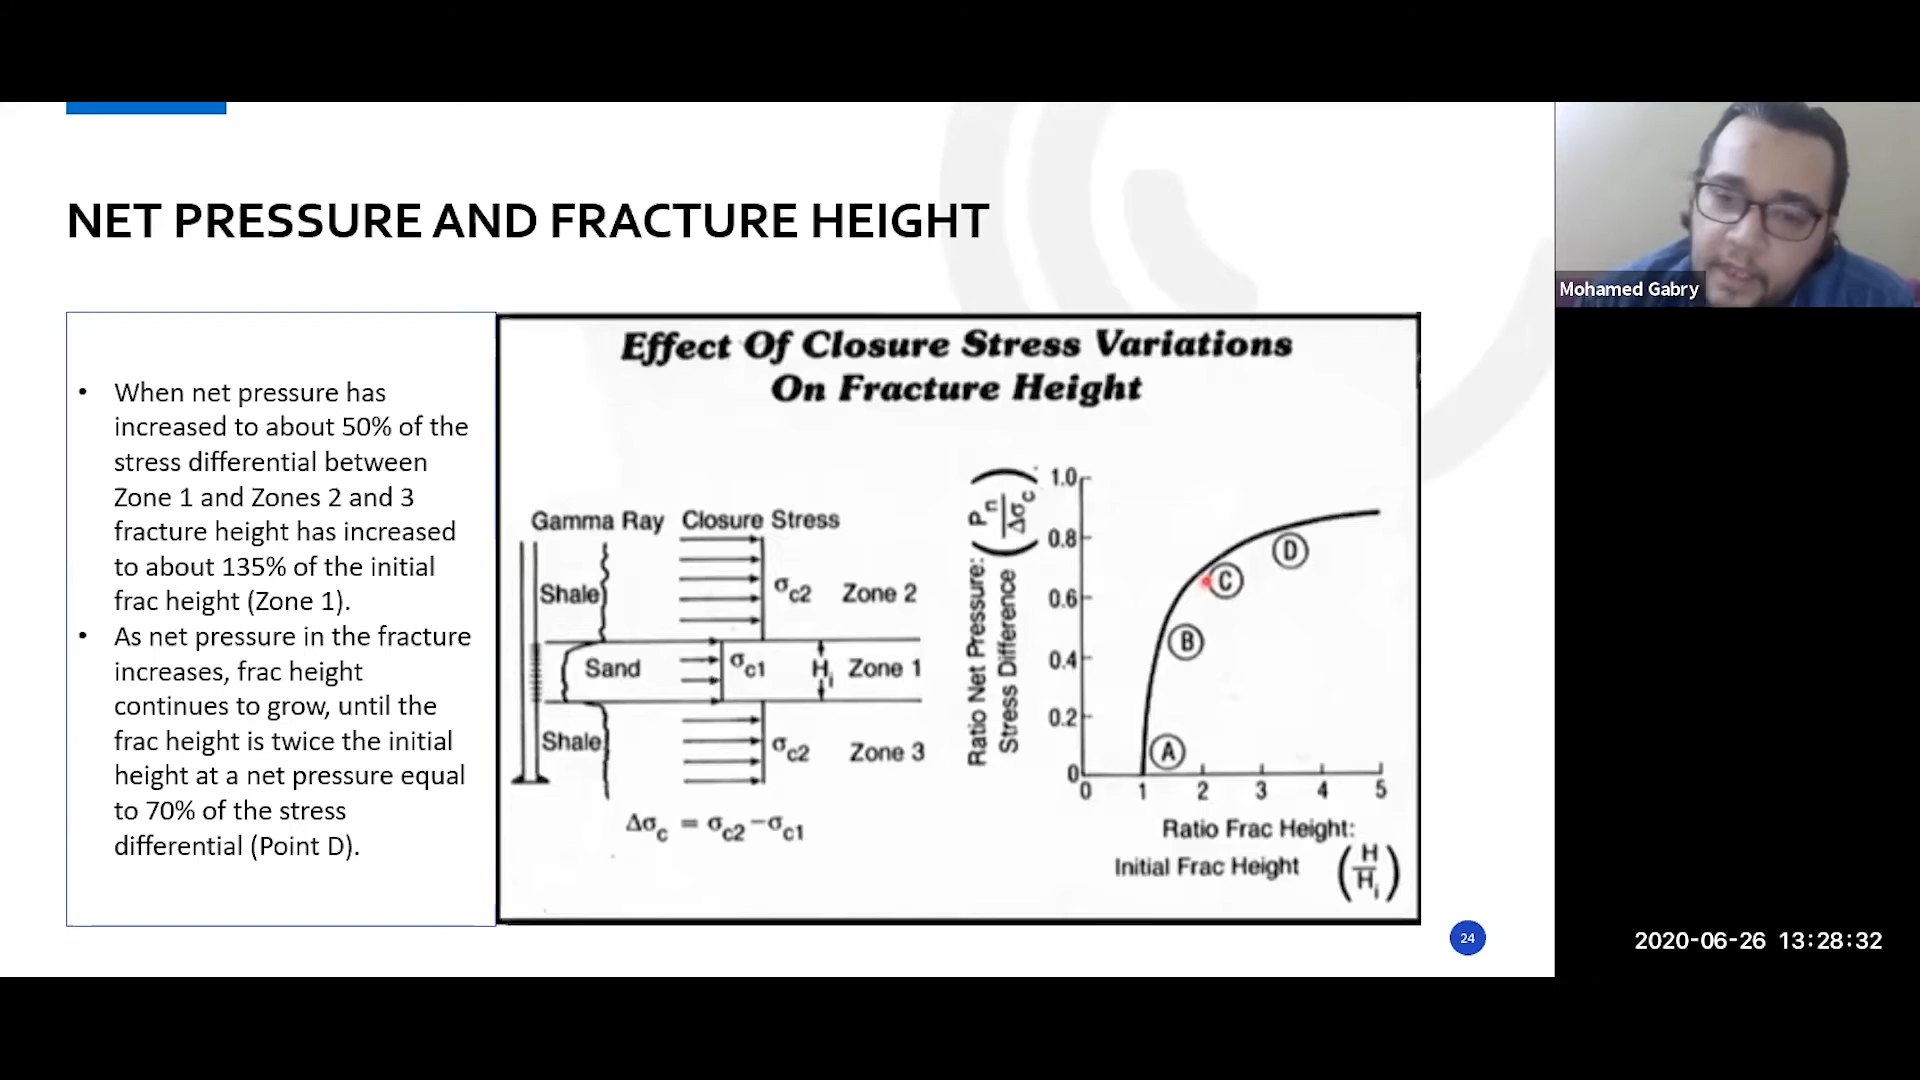 NET PRESSURE AND FRACTURE HEIGHT
• When net pressure has
increased to about 50% of the
stress differential between
Zone 1 and Zones 2 and 3
fracture height has increased
to about 135% of the initial
frac height (Zone 1).
• As net pressure in the fracture
increases, frac height
continues to grow, until the
frac height is twice the initial
height at a net pressure equal
to 70% of the stress
differential (Point D).
Effect Of Closure Stress Variations
On Fracture Height
Gamma Ray Closure Stress
Shale σc2 Zone 2
Sand σc1 Hi Zone 1
Shale σc2 Zone 3
Δσc = σc2 - σc1
Ratio Net Pressure: (Pn/Δσc)
Stress Difference
1.0
0.8
0.6
0.4
0.2
0
A
B
C
D
0 1 2 3 4 5
Ratio Frac Height:
Initial Frac Height (H/Hi)
24
Mohamed Gabry
2020-06-26 13:28:32